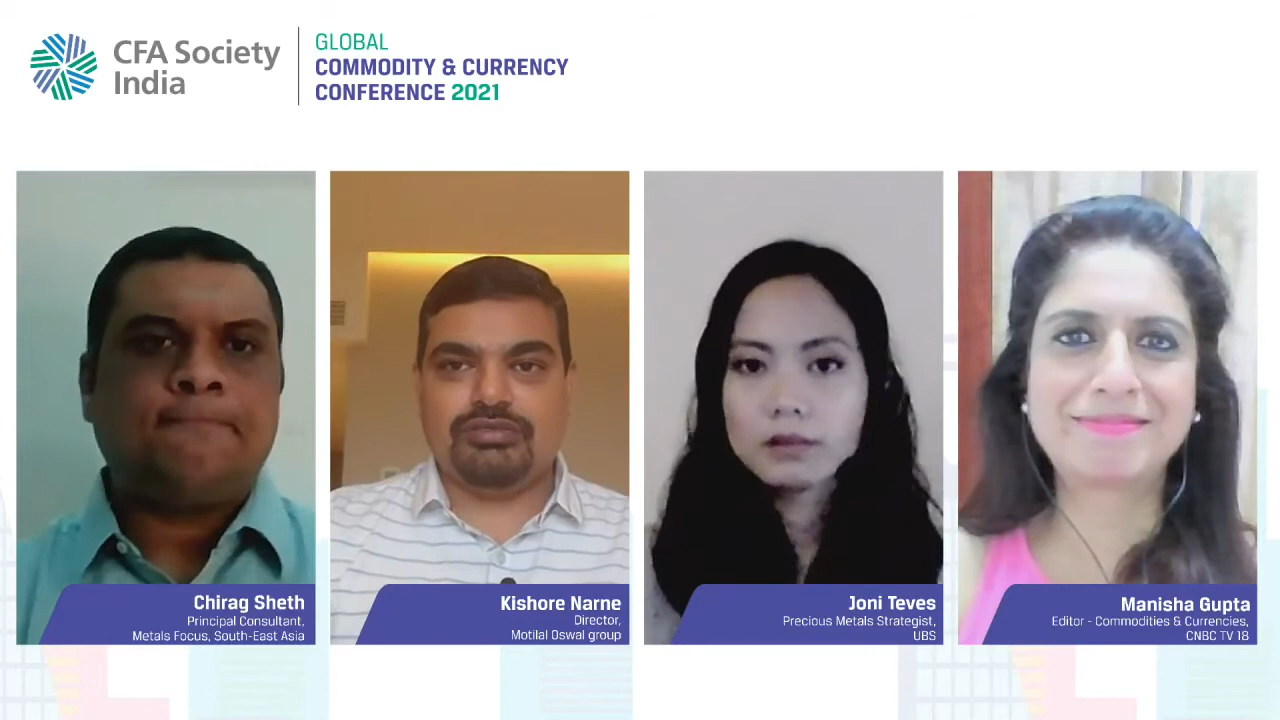 CFA Society
India
GLOBAL
COMMODITY & CURRENCY
CONFERENCE 2021
Chirag Sheth
Principal Consultant,
Metals Focus, South-East Asia
Kishore Narne
Director,
Motilal Oswal group
Joni Teves
Precious Metals Strategist,
UBS
Manisha Gupta
Editor - Commodities & Currencies,
CNBC TV 18